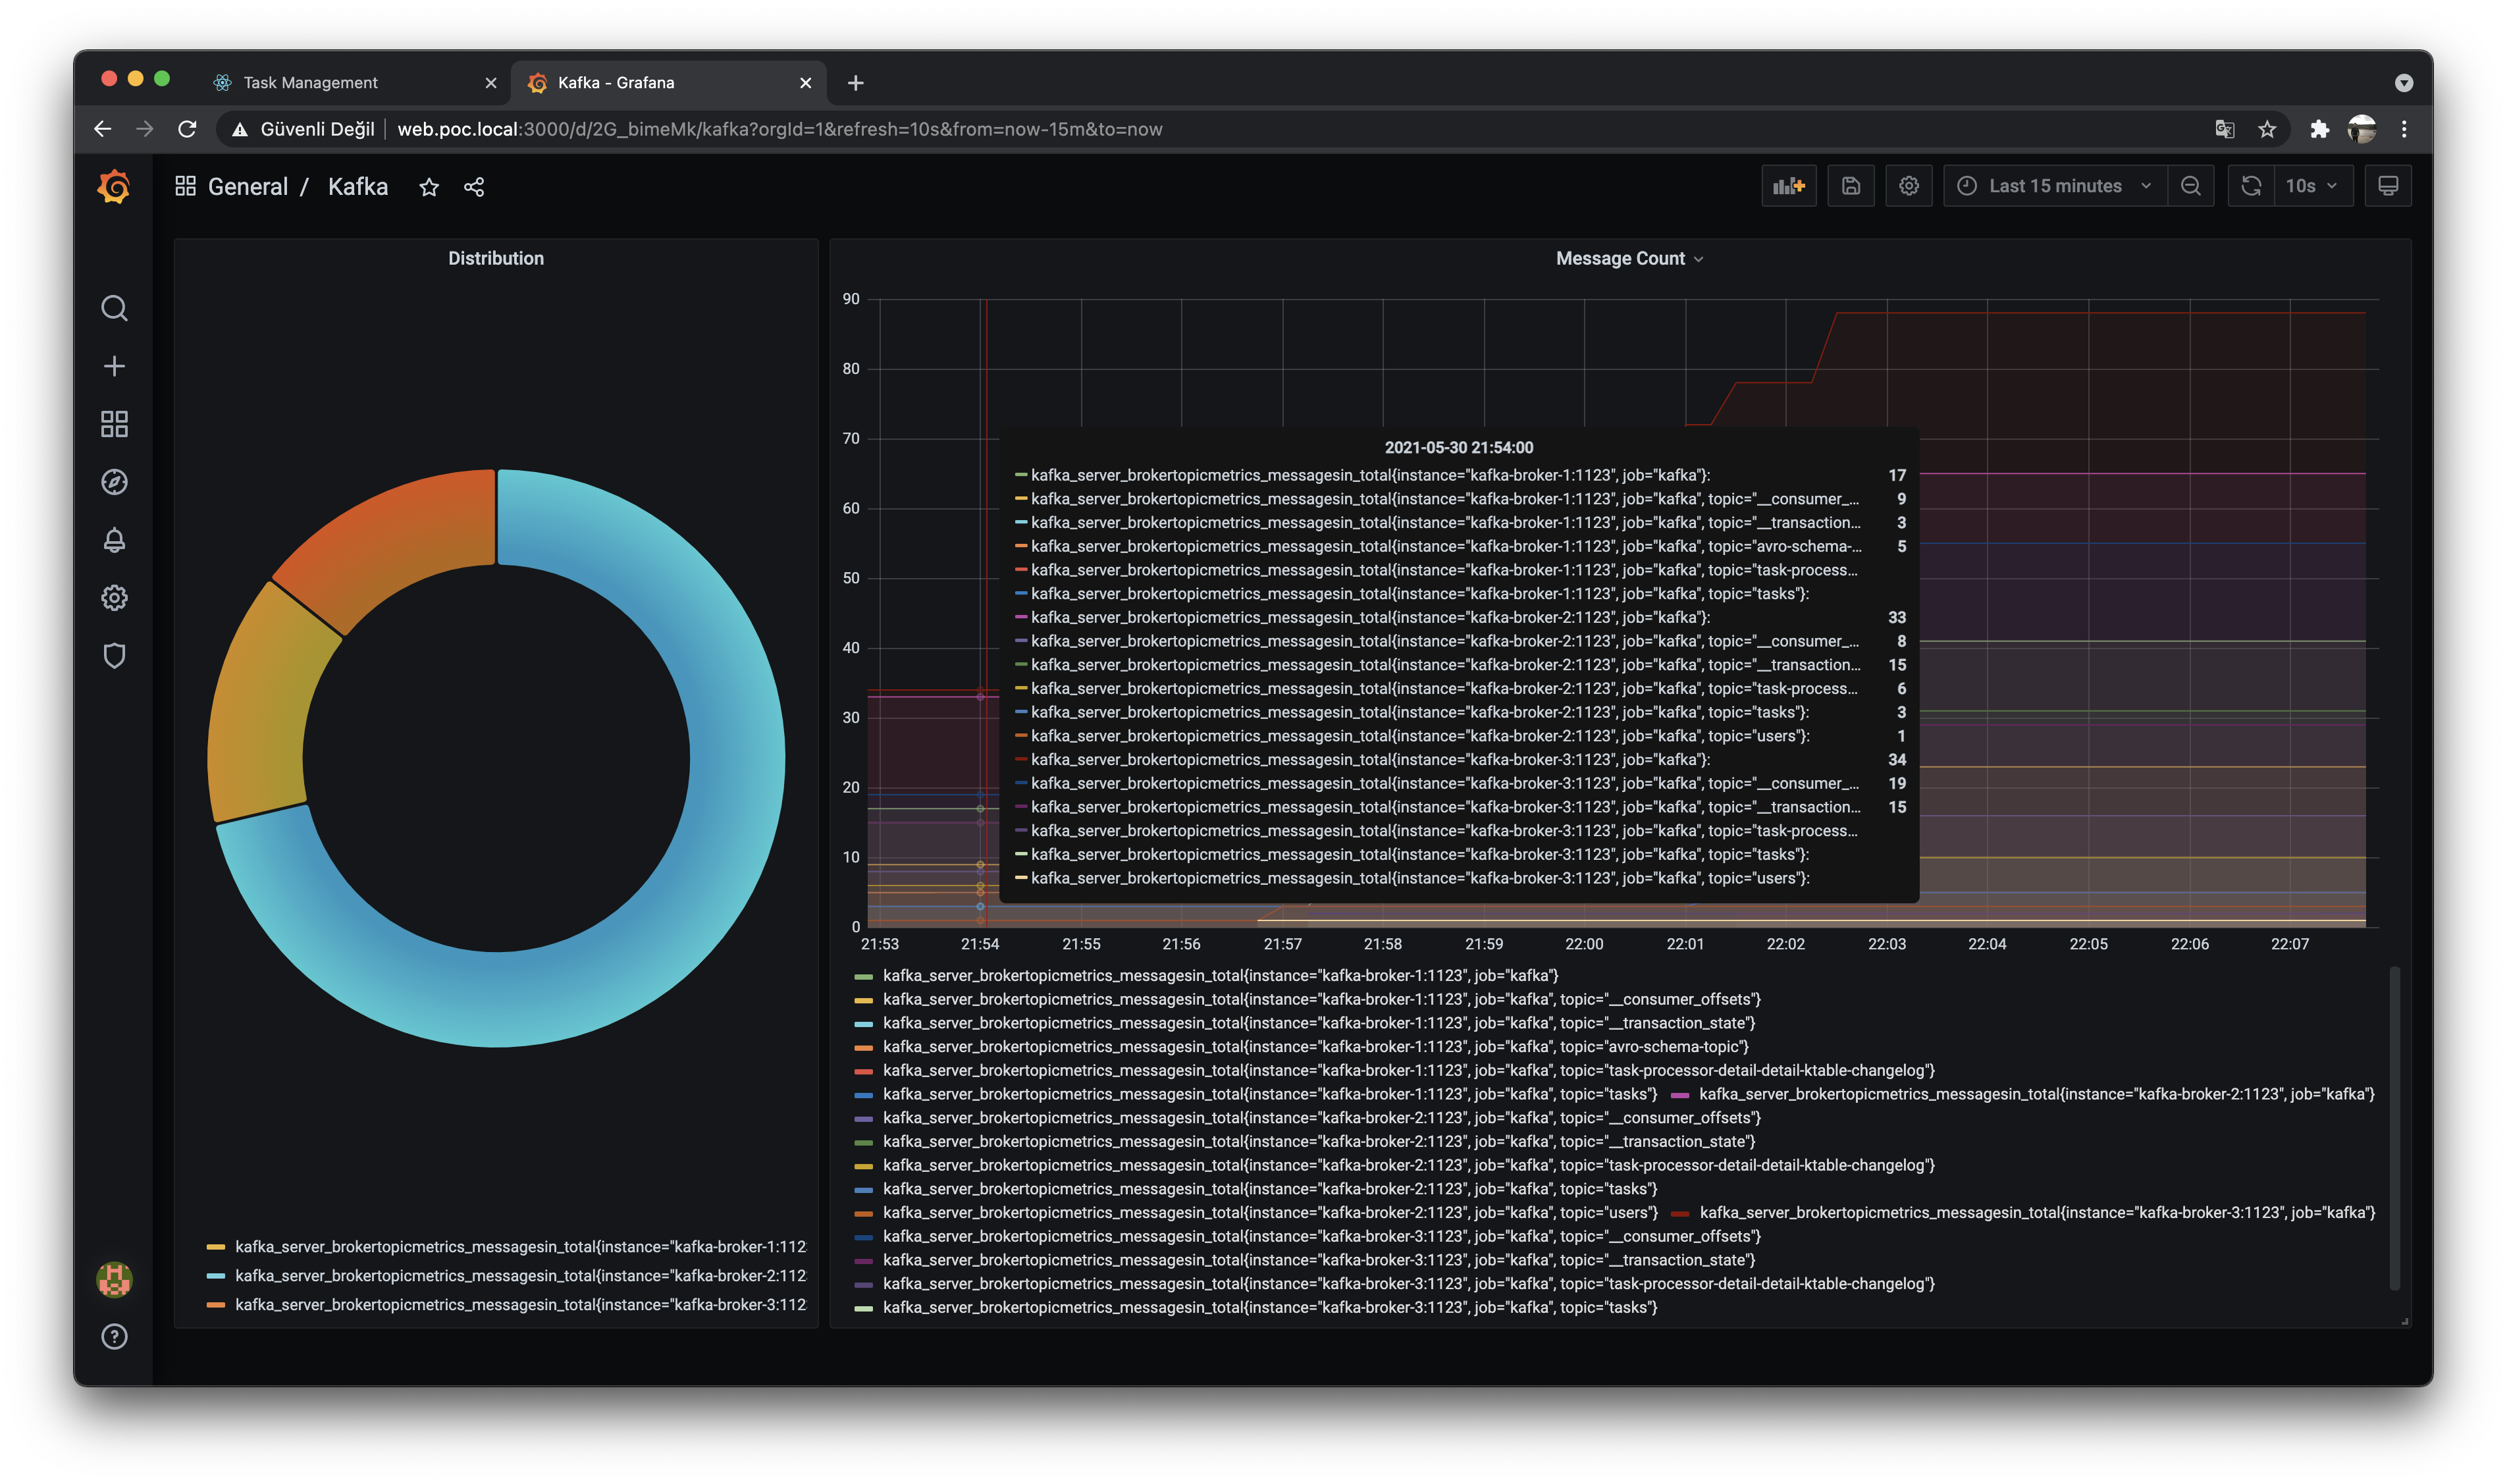 Task Management
Kafka - Grafana
Güvenli Değil
web.poc.local:3000/d/2G_bimeMk/kafka?orgId=1&refresh=10s&from=now-15m&to=now
General / Kafka
Last 15 minutes
10s
Distribution
kafka_server_brokertopicmetrics_messagesin_total{instance="kafka-broker-1:112
kafka_server_brokertopicmetrics_messagesin_total{instance="kafka-broker-2:112
kafka_server_brokertopicmetrics_messagesin_total{instance="kafka-broker-3:112
Message Count
90
80
70
60
50
40
30
20
10
0
2021-05-30 21:54:00
kafka_server_brokertopicmetrics_messagesin_total{instance="kafka-broker-1:1123", job="kafka"}: 17
kafka_server_brokertopicmetrics_messagesin_total{instance="kafka-broker-1:1123", job="kafka", topic="__consumer_... 9
kafka_server_brokertopicmetrics_messagesin_total{instance="kafka-broker-1:1123", job="kafka", topic="__transaction... 3
kafka_server_brokertopicmetrics_messagesin_total{instance="kafka-broker-1:1123", job="kafka", topic="avro-schema-... 5
kafka_server_brokertopicmetrics_messagesin_total{instance="kafka-broker-1:1123", job="kafka", topic="task-process...
kafka_server_brokertopicmetrics_messagesin_total{instance="kafka-broker-1:1123", job="kafka", topic="tasks"}:
kafka_server_brokertopicmetrics_messagesin_total{instance="kafka-broker-2:1123", job="kafka"}: 33
kafka_server_brokertopicmetrics_messagesin_total{instance="kafka-broker-2:1123", job="kafka", topic="__consumer_... 8
kafka_server_brokertopicmetrics_messagesin_total{instance="kafka-broker-2:1123", job="kafka", topic="__transaction... 15
kafka_server_brokertopicmetrics_messagesin_total{instance="kafka-broker-2:1123", job="kafka", topic="task-process... 6
kafka_server_brokertopicmetrics_messagesin_total{instance="kafka-broker-2:1123", job="kafka", topic="tasks"}: 3
kafka_server_brokertopicmetrics_messagesin_total{instance="kafka-broker-2:1123", job="kafka", topic="users"}: 1
kafka_server_brokertopicmetrics_messagesin_total{instance="kafka-broker-3:1123", job="kafka"}: 34
kafka_server_brokertopicmetrics_messagesin_total{instance="kafka-broker-3:1123", job="kafka", topic="__consumer_... 19
kafka_server_brokertopicmetrics_messagesin_total{instance="kafka-broker-3:1123", job="kafka", topic="__transaction... 15
kafka_server_brokertopicmetrics_messagesin_total{instance="kafka-broker-3:1123", job="kafka", topic="task-process...
kafka_server_brokertopicmetrics_messagesin_total{instance="kafka-broker-3:1123", job="kafka", topic="tasks"}:
kafka_server_brokertopicmetrics_messagesin_total{instance="kafka-broker-3:1123", job="kafka", topic="users"}:
21:53 21:54 21:55 21:56 21:57 21:58 21:59 22:00 22:01 22:02 22:03 22:04 22:05 22:06 22:07
kafka_server_brokertopicmetrics_messagesin_total{instance="kafka-broker-1:1123", job="kafka"}
kafka_server_brokertopicmetrics_messagesin_total{instance="kafka-broker-1:1123", job="kafka", topic="__consumer_offsets"}
kafka_server_brokertopicmetrics_messagesin_total{instance="kafka-broker-1:1123", job="kafka", topic="__transaction_state"}
kafka_server_brokertopicmetrics_messagesin_total{instance="kafka-broker-1:1123", job="kafka", topic="avro-schema-topic"}
kafka_server_brokertopicmetrics_messagesin_total{instance="kafka-broker-1:1123", job="kafka", topic="task-processor-detail-detail-ktable-changelog"}
kafka_server_brokertopicmetrics_messagesin_total{instance="kafka-broker-1:1123", job="kafka", topic="tasks"} kafka_server_brokertopicmetrics_messagesin_total{instance="kafka-broker-2:1123", job="kafka"}
kafka_server_brokertopicmetrics_messagesin_total{instance="kafka-broker-2:1123", job="kafka", topic="__consumer_offsets"}
kafka_server_brokertopicmetrics_messagesin_total{instance="kafka-broker-2:1123", job="kafka", topic="__transaction_state"}
kafka_server_brokertopicmetrics_messagesin_total{instance="kafka-broker-2:1123", job="kafka", topic="task-processor-detail-detail-ktable-changelog"}
kafka_server_brokertopicmetrics_messagesin_total{instance="kafka-broker-2:1123", job="kafka", topic="tasks"}
kafka_server_brokertopicmetrics_messagesin_total{instance="kafka-broker-2:1123", job="kafka", topic="users"} kafka_server_brokertopicmetrics_messagesin_total{instance="kafka-broker-3:1123", job="kafka"}
kafka_server_brokertopicmetrics_messagesin_total{instance="kafka-broker-3:1123", job="kafka", topic="__consumer_offsets"}
kafka_server_brokertopicmetrics_messagesin_total{instance="kafka-broker-3:1123", job="kafka", topic="__transaction_state"}
kafka_server_brokertopicmetrics_messagesin_total{instance="kafka-broker-3:1123", job="kafka", topic="task-processor-detail-detail-ktable-changelog"}
kafka_server_brokertopicmetrics_messagesin_total{instance="kafka-broker-3:1123", job="kafka", topic="tasks"}